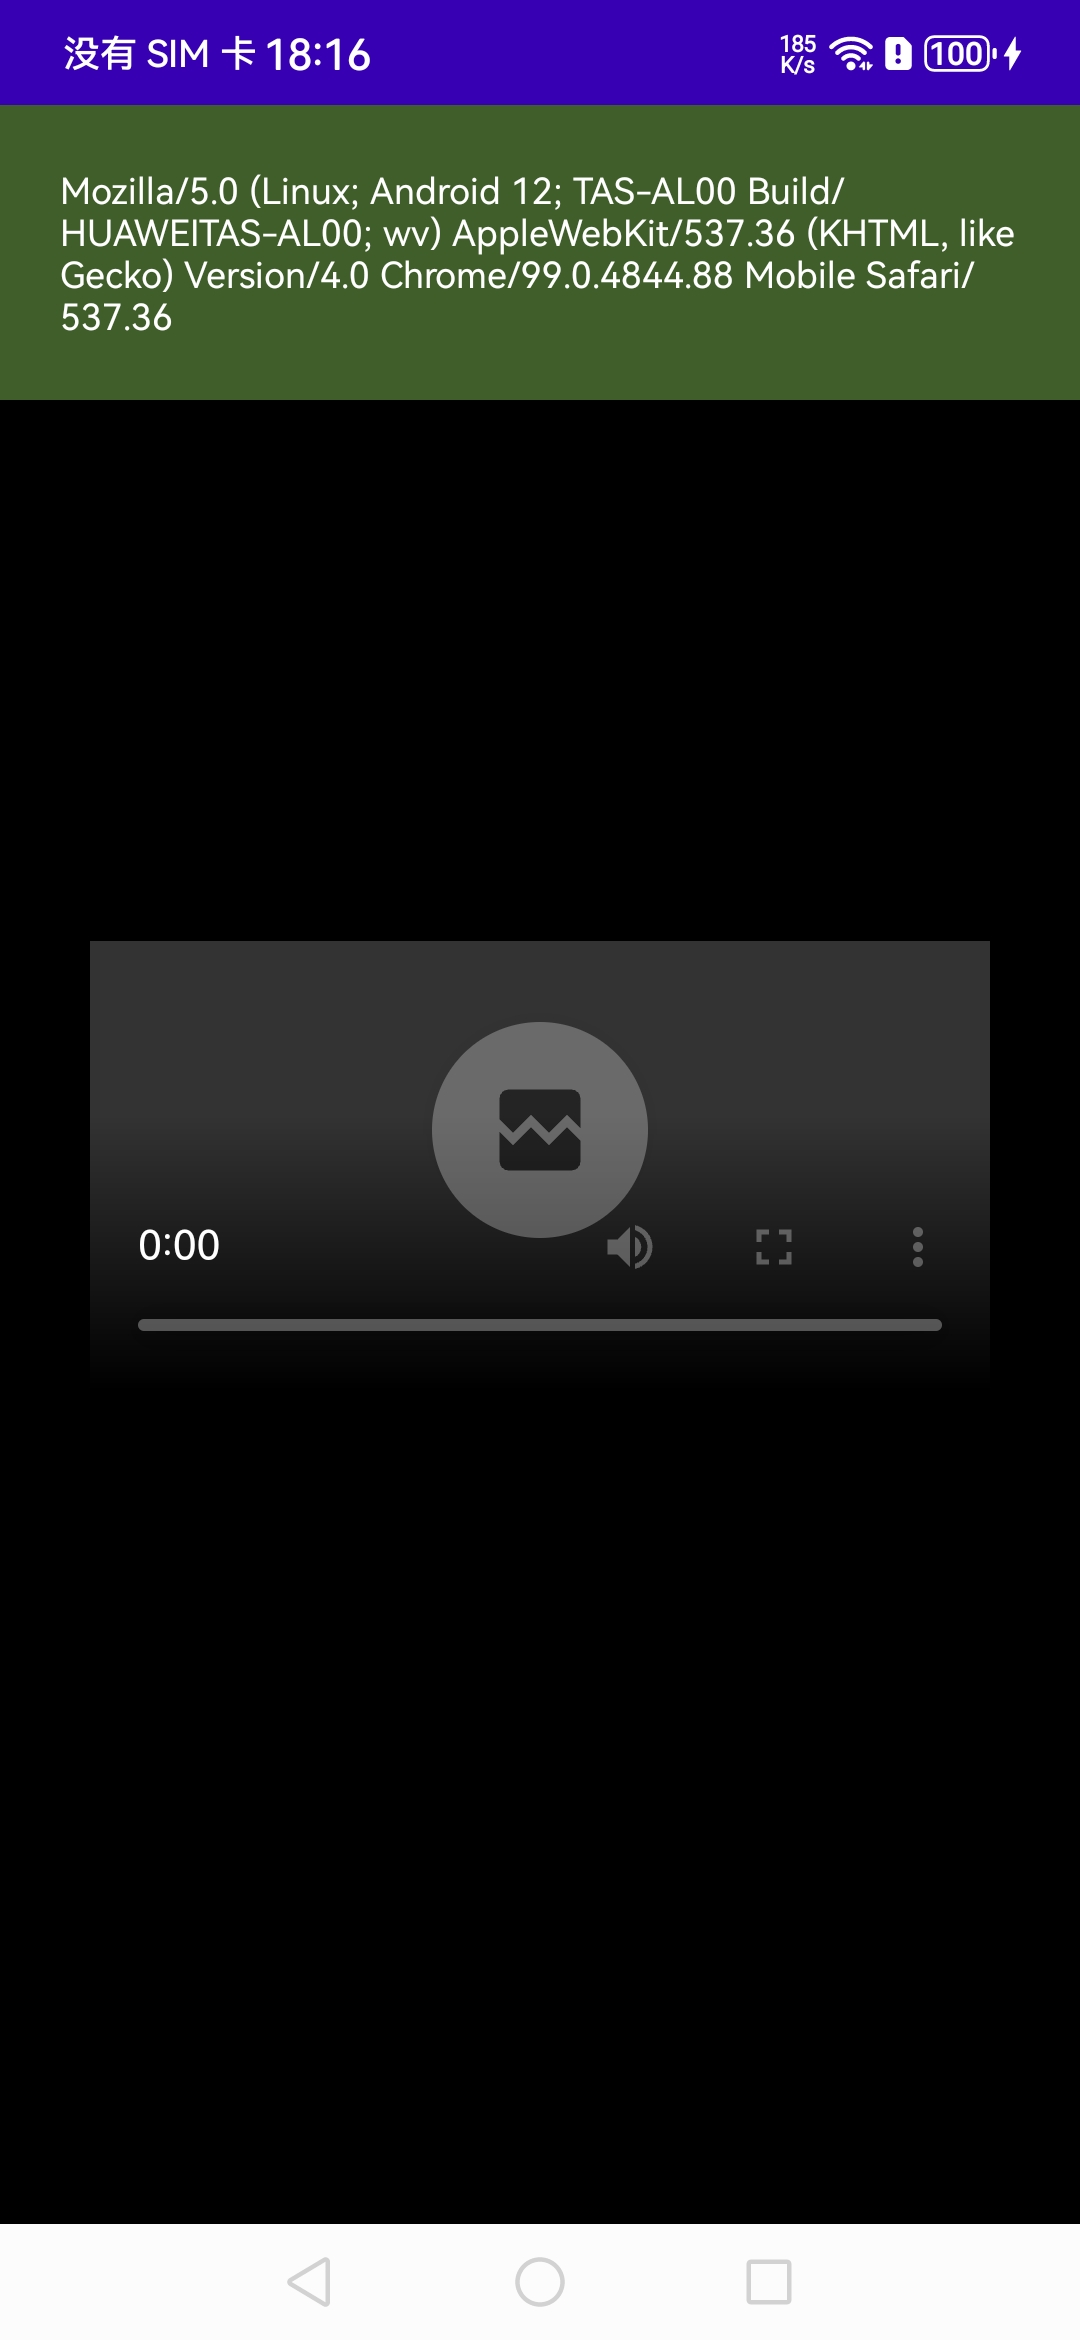 没有 SIM 卡 18:16
185
K/s
100
Mozilla/5.0 (Linux; Android 12; TAS-AL00 Build/
HUAWEITAS-AL00; wv) AppleWebKit/537.36 (KHTML, like
Gecko) Version/4.0 Chrome/99.0.4844.88 Mobile Safari/
537.36
0:00